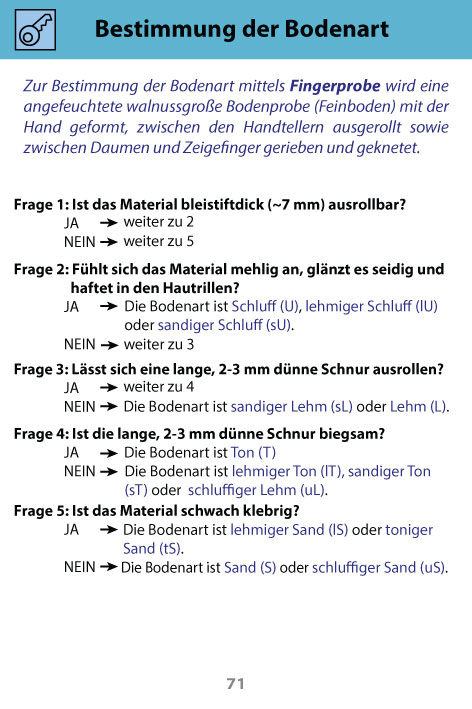 Bestimmung der Bodenart
Zur Bestimmung der Bodenart mittels Fingerprobe wird eine
angefeuchtete walnussgroße Bodenprobe (Feinboden) mit der
Hand geformt, zwischen den Handtellern ausgerollt sowie
zwischen Daumen und Zeigefinger gerieben und geknetet.
Frage 1: Ist das Material bleistiftdick (~7 mm) ausrollbar?
JA → weiter zu 2
NEIN → weiter zu 5
Frage 2: Fühlt sich das Material mehlig an, glänzt es seidig und
haftet in den Hautrillen?
JA → Die Bodenart ist Schluff (U), lehmiger Schluff (lU)
oder sandiger Schluff (sU).
NEIN → weiter zu 3
Frage 3: Lässt sich eine lange, 2-3 mm dünne Schnur ausrollen?
JA → weiter zu 4
NEIN → Die Bodenart ist sandiger Lehm (sL) oder Lehm (L).
Frage 4: Ist die lange, 2-3 mm dünne Schnur biegsam?
JA → Die Bodenart ist Ton (T)
NEIN → Die Bodenart ist lehmiger Ton (lT), sandiger Ton
(sT) oder schluffiger Lehm (uL).
Frage 5: Ist das Material schwach klebrig?
JA → Die Bodenart ist lehmiger Sand (lS) oder toniger
Sand (tS).
NEIN → Die Bodenart ist Sand (S) oder schluffiger Sand (uS).
71